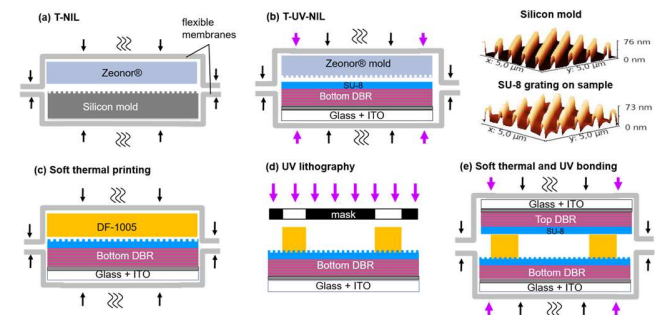 (a) T-NIL
flexible
membranes
Zeonor®
Silicon mold
(b) T-UV-NIL
Zeonor® mold
SU-8
Bottom DBR
Glass + ITO
Silicon mold
76 nm
0 nm
x: 5,0 µm
y: 5,0 µm
SU-8 grating on sample
73 nm
0 nm
x: 5,0 µm
y: 5,0 µm
(c) Soft thermal printing
DF-1005
Bottom DBR
Glass + ITO
(d) UV lithography
mask
Bottom DBR
Glass + ITO
(e) Soft thermal and UV bonding
Glass + ITO
Top DBR
SU-8
Bottom DBR
Glass + ITO